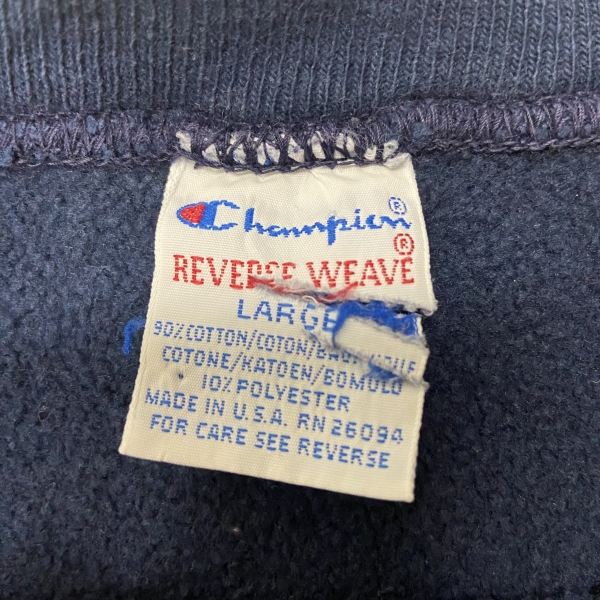 Champion®
REVERSE WEAVE®
LARGE
90%COTTON/COTON/
COTONE/KATOEN/BOMULD
10% POLYESTER
MADE IN U.S.A. RN 26094
FOR CARE SEE REVERSE